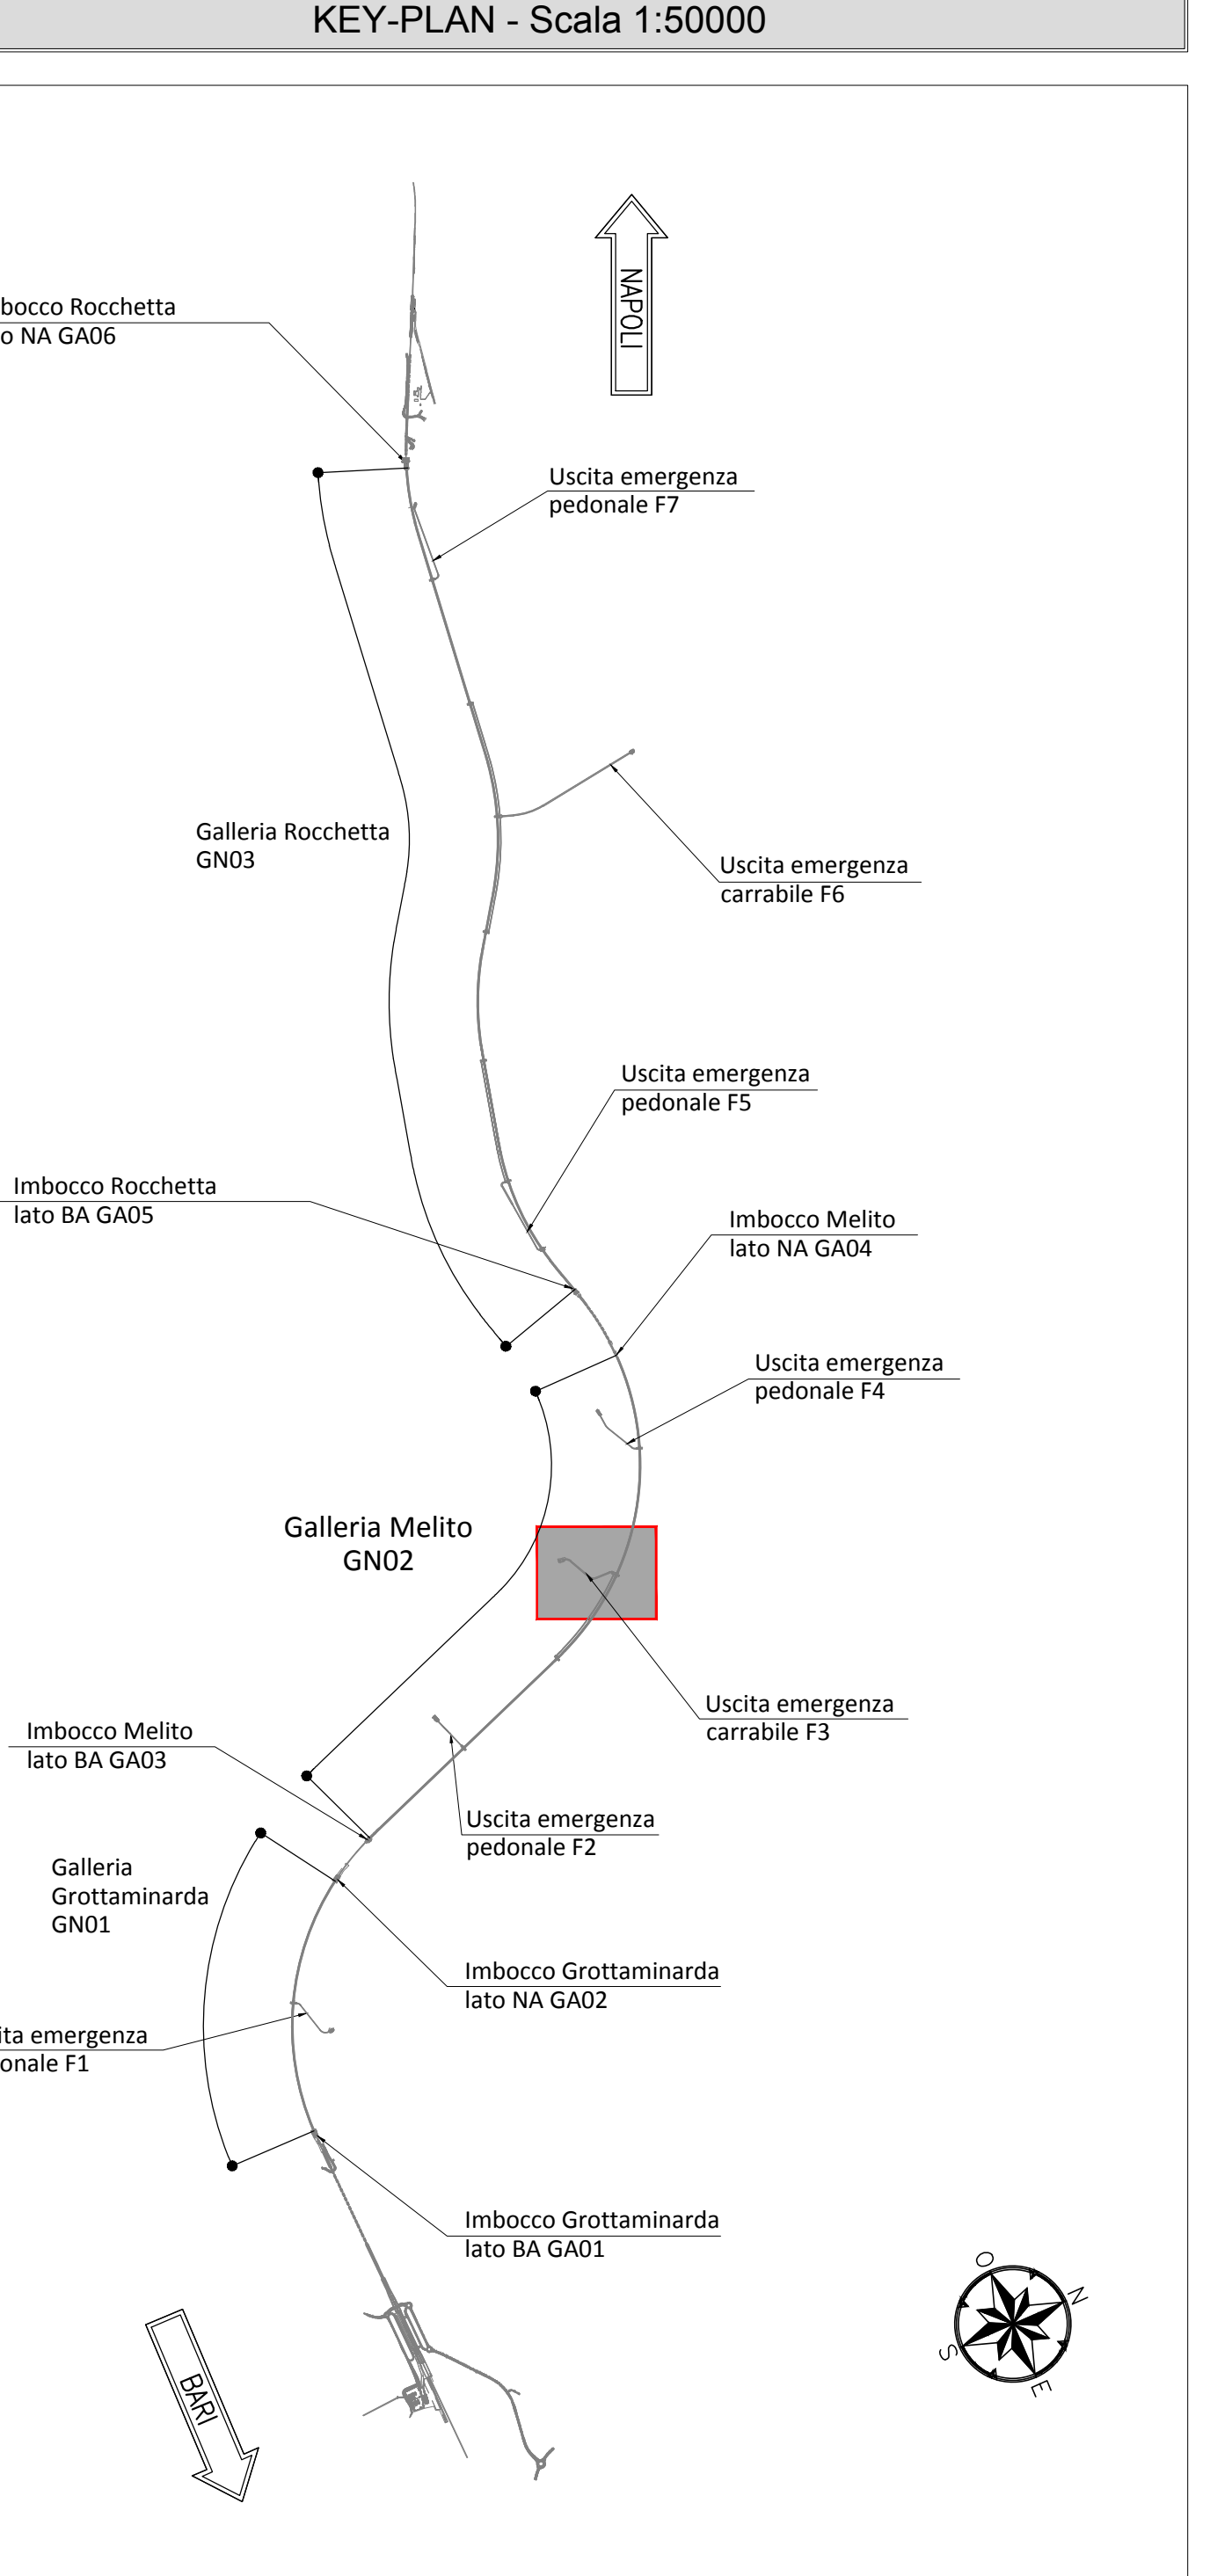 KEY-PLAN - Scala 1:50000
NAPOLI
bocco Rocchetta
o NA GA06
Uscita emergenza
pedonale F7
Galleria Rocchetta
GN03
Uscita emergenza
carrabile F6
Uscita emergenza
pedonale F5
Imbocco Rocchetta
lato BA GA05
Imbocco Melito
lato NA GA04
Uscita emergenza
pedonale F4
Galleria Melito
GN02
Uscita emergenza
carrabile F3
Imbocco Melito
lato BA GA03
Uscita emergenza
pedonale F2
Galleria
Grottaminarda
GN01
Imbocco Grottaminarda
lato NA GA02
ita emergenza
onale F1
Imbocco Grottaminarda
lato BA GA01
O
N
S
E
BARI